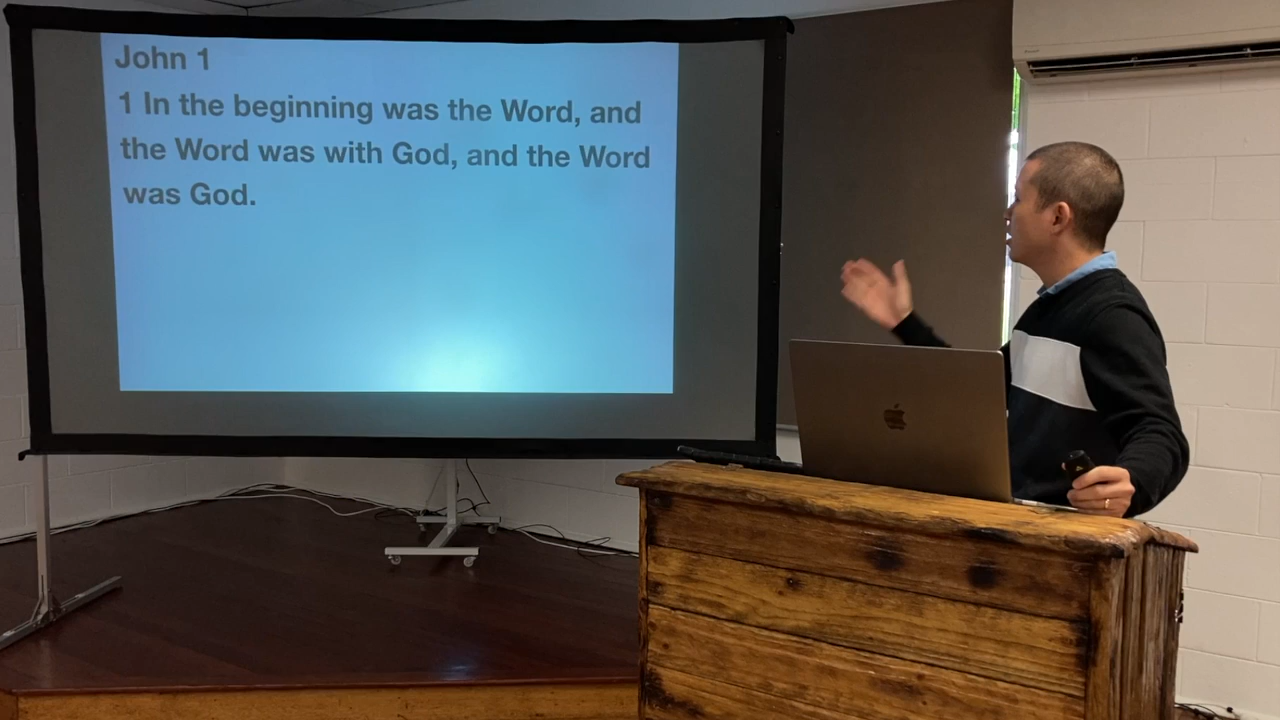 John 1
1 In the beginning was the Word, and
the Word was with God, and the Word
was God.